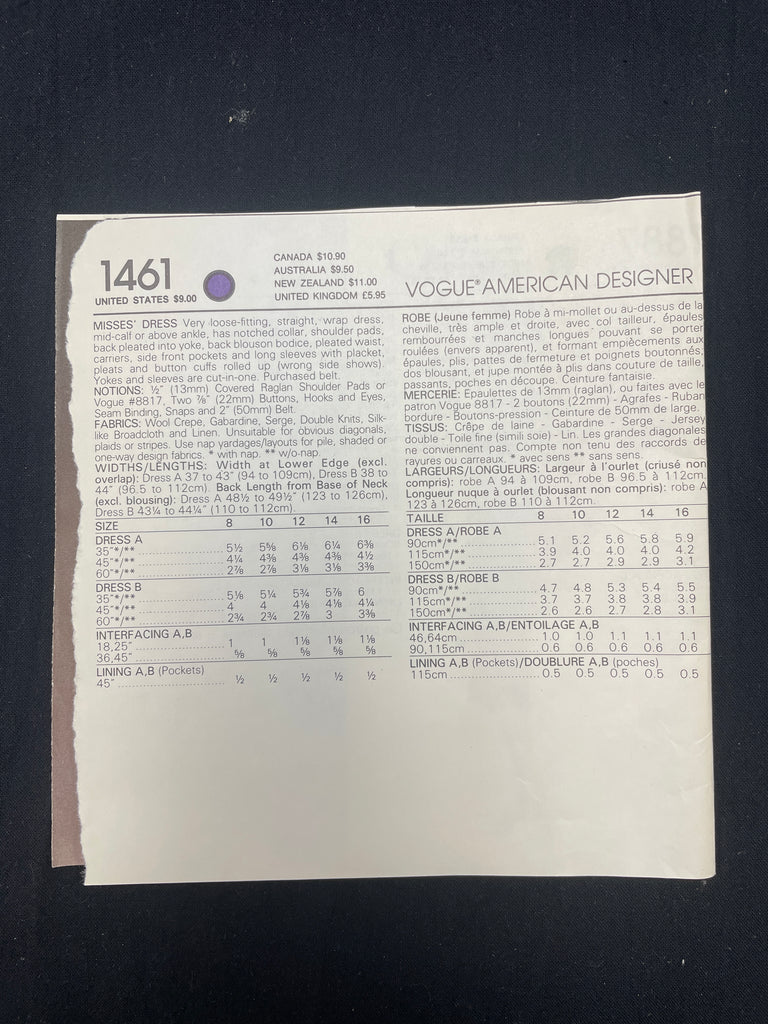 1461
UNITED STATES $9.00
CANADA $10.90
AUSTRALIA $9.50
NEW ZEALAND $11.00
UNITED KINGDOM £5.95
VOGUE® AMERICAN DESIGNER
MISSES' DRESS Very loose-fitting, straight, wrap dress,
mid-calf or above ankle, has notched collar, shoulder pads,
back pleated into yoke, back blouson bodice, pleated waist,
carriers, side front pockets and long sleeves with placket,
pleats and button cuffs rolled up (wrong side shows).
Yokes and sleeves are cut-in-one. Purchased belt.
NOTIONS: ½" (13mm) Covered Raglan Shoulder Pads or
Vogue #8817, Two ⅞" (22mm) Buttons, Hooks and Eyes,
Seam Binding, Snaps and 2" (50mm) Belt.
FABRICS: Wool Crepe, Gabardine, Serge, Double Knits, Silk-
like Broadcloth and Linen. Unsuitable for obvious diagonals,
plaids or stripes. Use nap yardages/layouts for pile, shaded or
one-way design fabrics. * with nap. ** w/o nap.
WIDTHS/LENGTHS: Width at Lower Edge (excl.
overlap): Dress A 37 to 43" (94 to 109cm), Dress B 38 to
44" (96.5 to 112cm). Back Length from Base of Neck
(excl. blousing): Dress A 48½ to 49½" (123 to 126cm),
Dress B 43¼ to 44¼" (110 to 112cm).
SIZE 8 10 12 14 16
DRESS A
35"*/** 5½ 5⅝ 6⅛ 6¼ 6⅜
45"*/** 4¼ 4⅜ 4⅜ 4⅜ 4½
60"*/** 2⅞ 2⅞ 3⅛ 3⅛ 3⅜
DRESS B
35"*/** 5⅛ 5¼ 5¾ 5⅞ 6
45"*/** 4 4 4⅛ 4⅛ 4¼
60"*/** 2¾ 2¾ 2⅞ 3 3⅜
INTERFACING A,B
18,25" 1 1 1⅛ 1⅛ 1⅛
36,45" ⅝ ⅝ ⅝ ⅝ ⅝
LINING A,B (Pockets)
45" ½ ½ ½ ½ ½
ROBE (Jeune femme) Robe à mi-mollet ou au-dessus de la
cheville, très ample et droite, avec col tailleur, épaules
rembourrées et manches longues pouvant se porter
roulées (envers apparent), et formant empiècements aux
épaules, plis, pattes de fermeture et poignets boutonnés,
dos blousant, et jupe montée à plis dans couture de taille,
passants, poches en découpe. Ceinture fantaisie.
MERCERIE: Epaulettes de 13mm (raglan), ou faites avec le
patron Vogue 8817 - 2 boutons (22mm) - Agrafes - Ruban
bordure - Boutons-pression - Ceinture de 50mm de large.
TISSUS: Crêpe de laine - Gabardine - Serge - Jersey
double - Toile fine (simili soie) - Lin. Les grandes diagonales
ne conviennent pas. Compte non tenu des raccords de
rayures ou carreaux. * avec sens ** sans sens.
LARGEURS/LONGUEURS: Largeur à l'ourlet (criusé non
compris): robe A 94 à 109cm, robe B 96.5 à 112cm.
Longueur nuque à ourlet (blousant non compris): robe A
123 à 126cm, robe B 110 à 112cm.
TAILLE 8 10 12 14 16
DRESS A/ROBE A
90cm*/** 5.1 5.2 5.6 5.8 5.9
115cm*/** 3.9 4.0 4.0 4.0 4.2
150cm*/** 2.7 2.7 2.9 2.9 3.1
DRESS B/ROBE B
90cm*/** 4.7 4.8 5.3 5.4 5.5
115cm*/** 3.7 3.7 3.8 3.8 3.9
150cm*/** 2.6 2.6 2.7 2.8 3.1
INTERFACING A,B/ENTOILAGE A,B
46,64cm 1.0 1.0 1.1 1.1 1.1
90,115cm 0.6 0.6 0.6 0.6 0.6
LINING A,B (Pockets)/DOUBLURE A,B (poches)
115cm 0.5 0.5 0.5 0.5 0.5